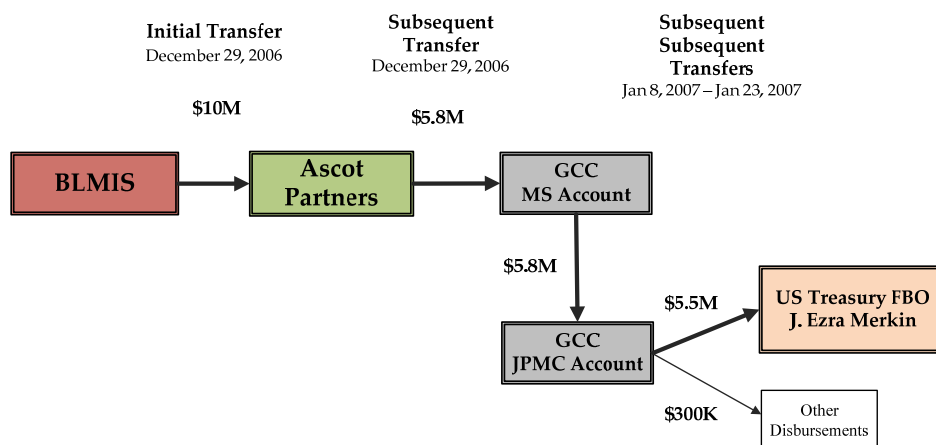 Initial Transfer
December 29, 2006
$10M
Subsequent
Transfer
December 29, 2006
$5.8M
Subsequent
Subsequent
Transfers
Jan 8, 2007 – Jan 23, 2007
BLMIS
Ascot
Partners
GCC
MS Account
$5.8M
GCC
JPMC Account
$5.5M
US Treasury FBO
J. Ezra Merkin
$300K
Other
Disbursements